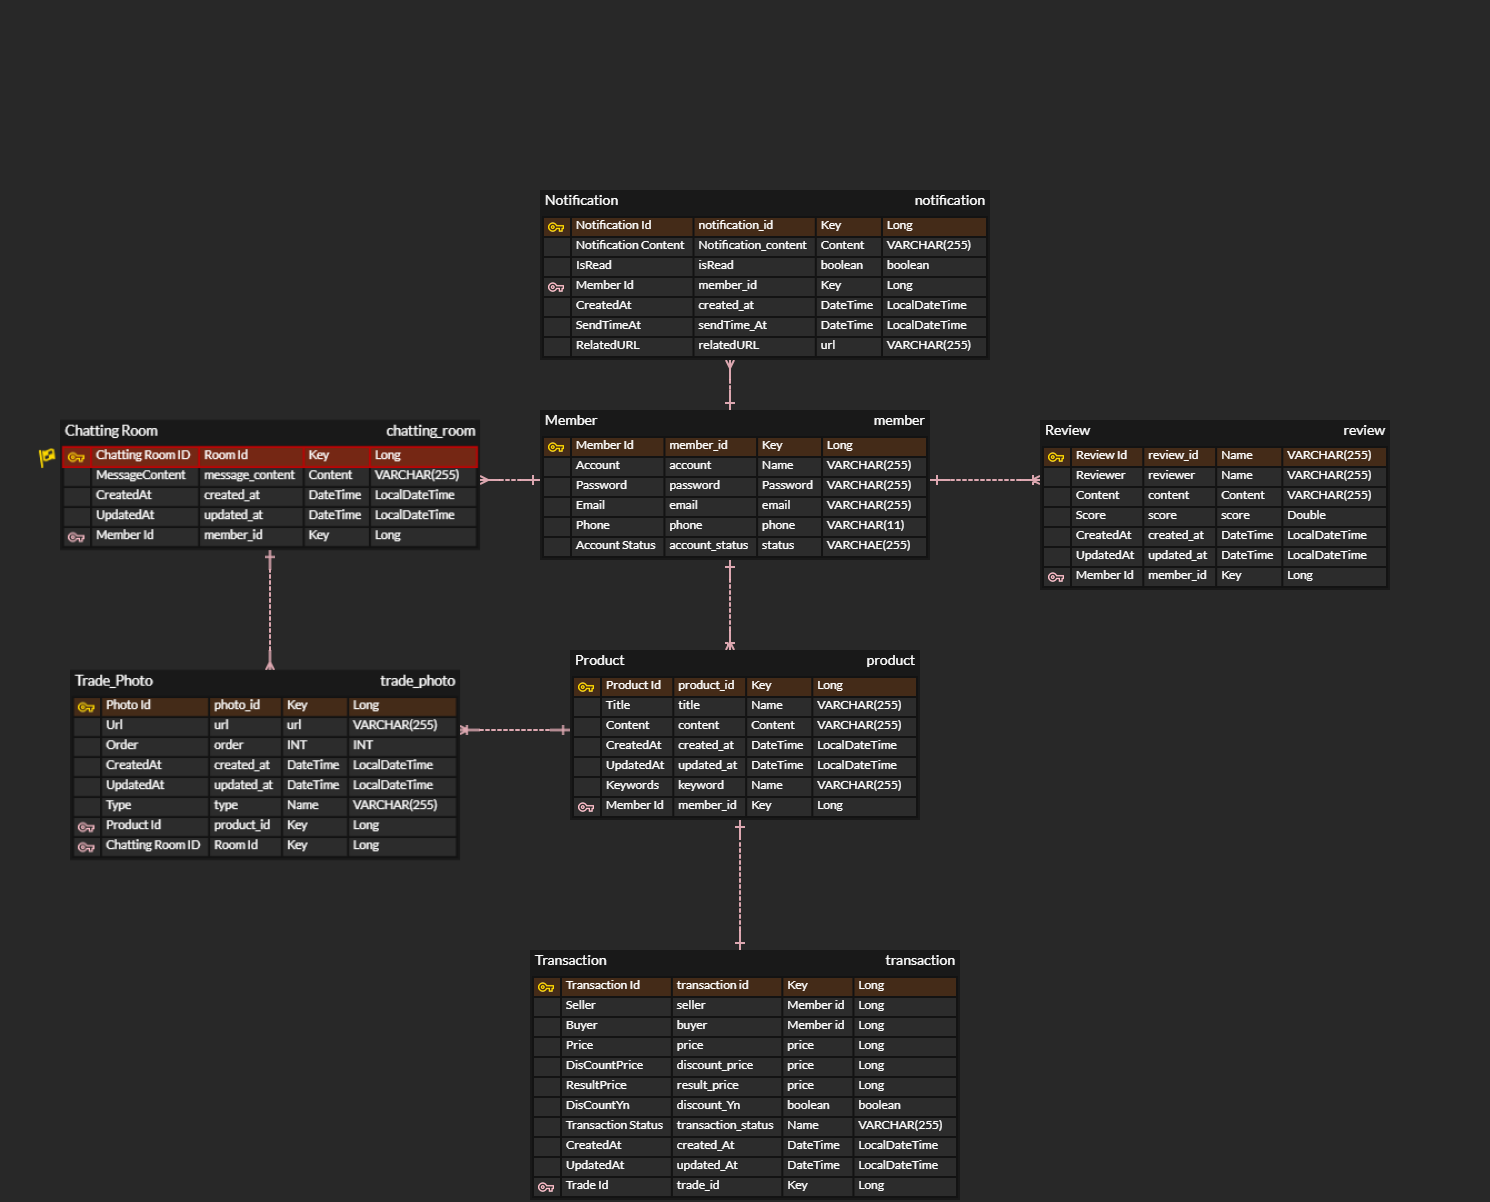 Notification notification
Notification Id notification_id Key Long
Notification Content Notification_content Content VARCHAR(255)
IsRead isRead boolean boolean
Member Id member_id Key Long
CreatedAt created_at DateTime LocalDateTime
SendTimeAt sendTime_At DateTime LocalDateTime
RelatedURL relatedURL url VARCHAR(255)
Chatting Room chatting_room
Chatting Room ID Room Id Key Long
MessageContent message_content Content VARCHAR(255)
CreatedAt created_at DateTime LocalDateTime
UpdatedAt updated_at DateTime LocalDateTime
Member Id member_id Key Long
Member member
Member Id member_id Key Long
Account account Name VARCHAR(255)
Password password Password VARCHAR(255)
Email email email VARCHAR(255)
Phone phone phone VARCHAR(11)
Account Status account_status status VARCHAE(255)
Review review
Review Id review_id Name VARCHAR(255)
Reviewer reviewer Name VARCHAR(255)
Content content Content VARCHAR(255)
Score score score Double
CreatedAt created_at DateTime LocalDateTime
UpdatedAt updated_at DateTime LocalDateTime
Member Id member_id Key Long
Trade_Photo trade_photo
Photo Id photo_id Key Long
Url url url VARCHAR(255)
Order order INT INT
CreatedAt created_at DateTime LocalDateTime
UpdatedAt updated_at DateTime LocalDateTime
Type type Name VARCHAR(255)
Product Id product_id Key Long
Chatting Room ID Room Id Key Long
Product product
Product Id product_id Key Long
Title title Name VARCHAR(255)
Content content Content VARCHAR(255)
CreatedAt created_at DateTime LocalDateTime
UpdatedAt updated_at DateTime LocalDateTime
Keywords keyword Name VARCHAR(255)
Member Id member_id Key Long
Transaction transaction
Transaction Id transaction id Key Long
Seller seller Member id Long
Buyer buyer Member id Long
Price price price Long
DisCountPrice discount_price price Long
ResultPrice result_price price Long
DisCountYn discount_Yn boolean boolean
Transaction Status transaction_status Name VARCHAR(255)
CreatedAt created_At DateTime LocalDateTime
UpdatedAt updated_At DateTime LocalDateTime
Trade Id trade_id Key Long